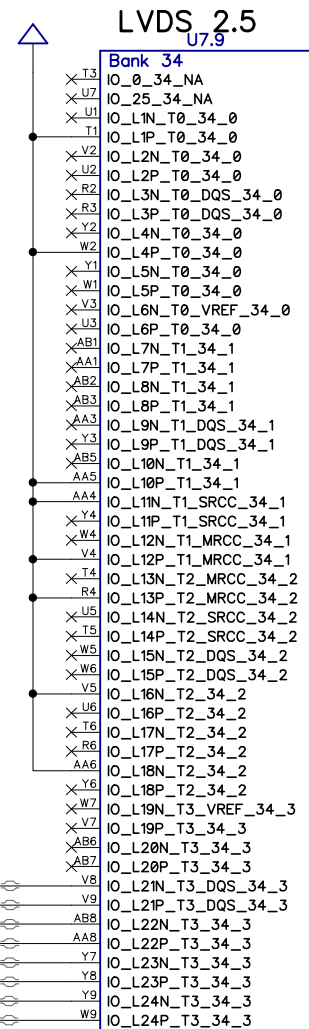 LVDS 2.5
U7.9
Bank 34
T3 IO_0_34_NA
U7 IO_25_34_NA
U1 IO_L1N_T0_34_0
T1 IO_L1P_T0_34_0
V2 IO_L2N_T0_34_0
U2 IO_L2P_T0_34_0
R2 IO_L3N_T0_DQS_34_0
R3 IO_L3P_T0_DQS_34_0
Y2 IO_L4N_T0_34_0
W2 IO_L4P_T0_34_0
Y1 IO_L5N_T0_34_0
W1 IO_L5P_T0_34_0
V3 IO_L6N_T0_VREF_34_0
U3 IO_L6P_T0_34_0
AB1 IO_L7N_T1_34_1
AA1 IO_L7P_T1_34_1
AB2 IO_L8N_T1_34_1
AB3 IO_L8P_T1_34_1
AA3 IO_L9N_T1_DQS_34_1
Y3 IO_L9P_T1_DQS_34_1
AB5 IO_L10N_T1_34_1
AA5 IO_L10P_T1_34_1
AA4 IO_L11N_T1_SRCC_34_1
Y4 IO_L11P_T1_SRCC_34_1
W4 IO_L12N_T1_MRCC_34_1
V4 IO_L12P_T1_MRCC_34_1
T4 IO_L13N_T2_MRCC_34_2
R4 IO_L13P_T2_MRCC_34_2
U5 IO_L14N_T2_SRCC_34_2
T5 IO_L14P_T2_SRCC_34_2
W5 IO_L15N_T2_DQS_34_2
W6 IO_L15P_T2_DQS_34_2
V5 IO_L16N_T2_34_2
U6 IO_L16P_T2_34_2
T6 IO_L17N_T2_34_2
R6 IO_L17P_T2_34_2
AA6 IO_L18N_T2_34_2
Y6 IO_L18P_T2_34_2
W7 IO_L19N_T3_VREF_34_3
V7 IO_L19P_T3_34_3
AB6 IO_L20N_T3_34_3
AB7 IO_L20P_T3_34_3
V8 IO_L21N_T3_DQS_34_3
V9 IO_L21P_T3_DQS_34_3
AB8 IO_L22N_T3_34_3
AA8 IO_L22P_T3_34_3
Y7 IO_L23N_T3_34_3
Y8 IO_L23P_T3_34_3
Y9 IO_L24N_T3_34_3
W9 IO_L24P_T3_34_3